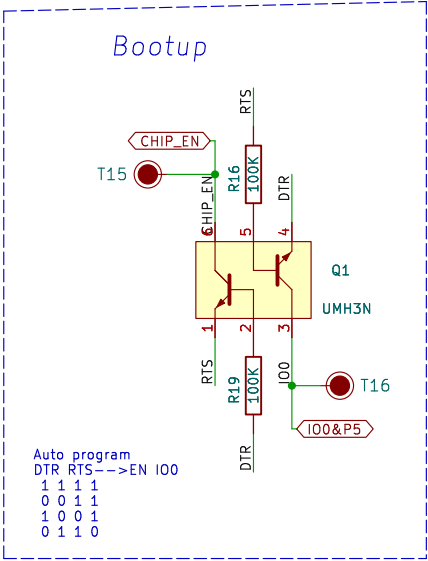 Bootup
RTS
CHIP_EN
T15
CHIP_EN
R16
100K
DTR
6
5
4
Q1
UMH3N
1
2
3
RTS
R19
100K
IO0
T16
IO0&P5
DTR
Auto program
DTR RTS-->EN IO0
1 1 1 1
0 0 1 1
1 0 0 1
0 1 1 0